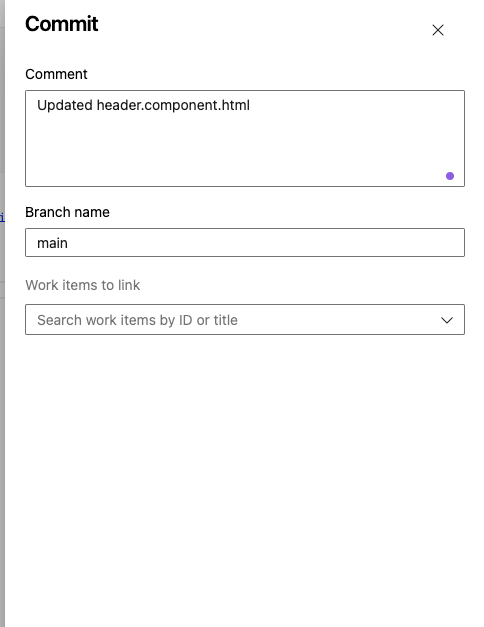 Commit
Comment
Updated header.component.html
Branch name
main
Work items to link
Search work items by ID or title